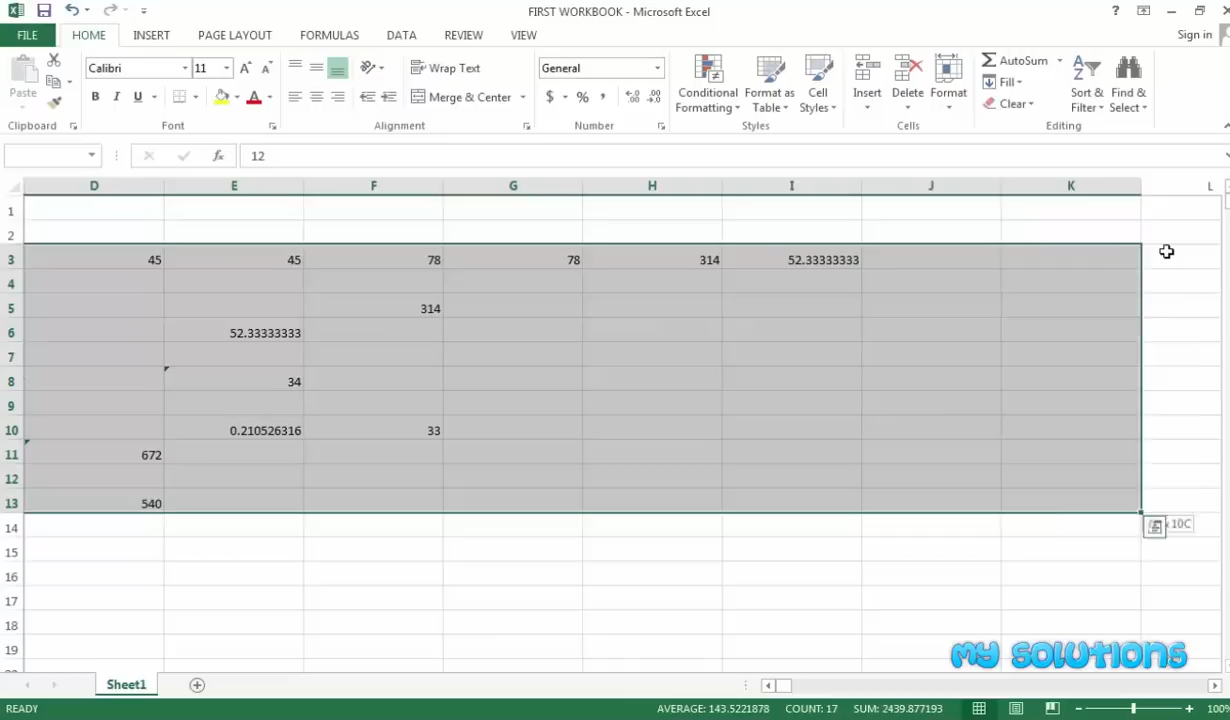 FIRST WORKBOOK - Microsoft Excel
?
FILE HOME INSERT PAGE LAYOUT FORMULAS DATA REVIEW VIEW Sign in
Paste
Calibri 11 A A
B I U A
Wrap Text
Merge & Center
General
$ % ,
Conditional Formatting
Format as Table
Cell Styles
Insert
Delete
Format
AutoSum
Fill
Clear
Sort & Filter
Find & Select
Clipboard Font Alignment Number Styles Cells Editing
fx 12
D E F G H I J K L
1
2
3 45 45 78 78 314 52.33333333
4
5 314
6 52.33333333
7
8 34
9
10 0.210526316 33
11 672
12
13 540
14 10C
15
16
17
18
19
my solutions
Sheet1
READY AVERAGE: 143.5221878 COUNT: 17 SUM: 2439.877193 100%